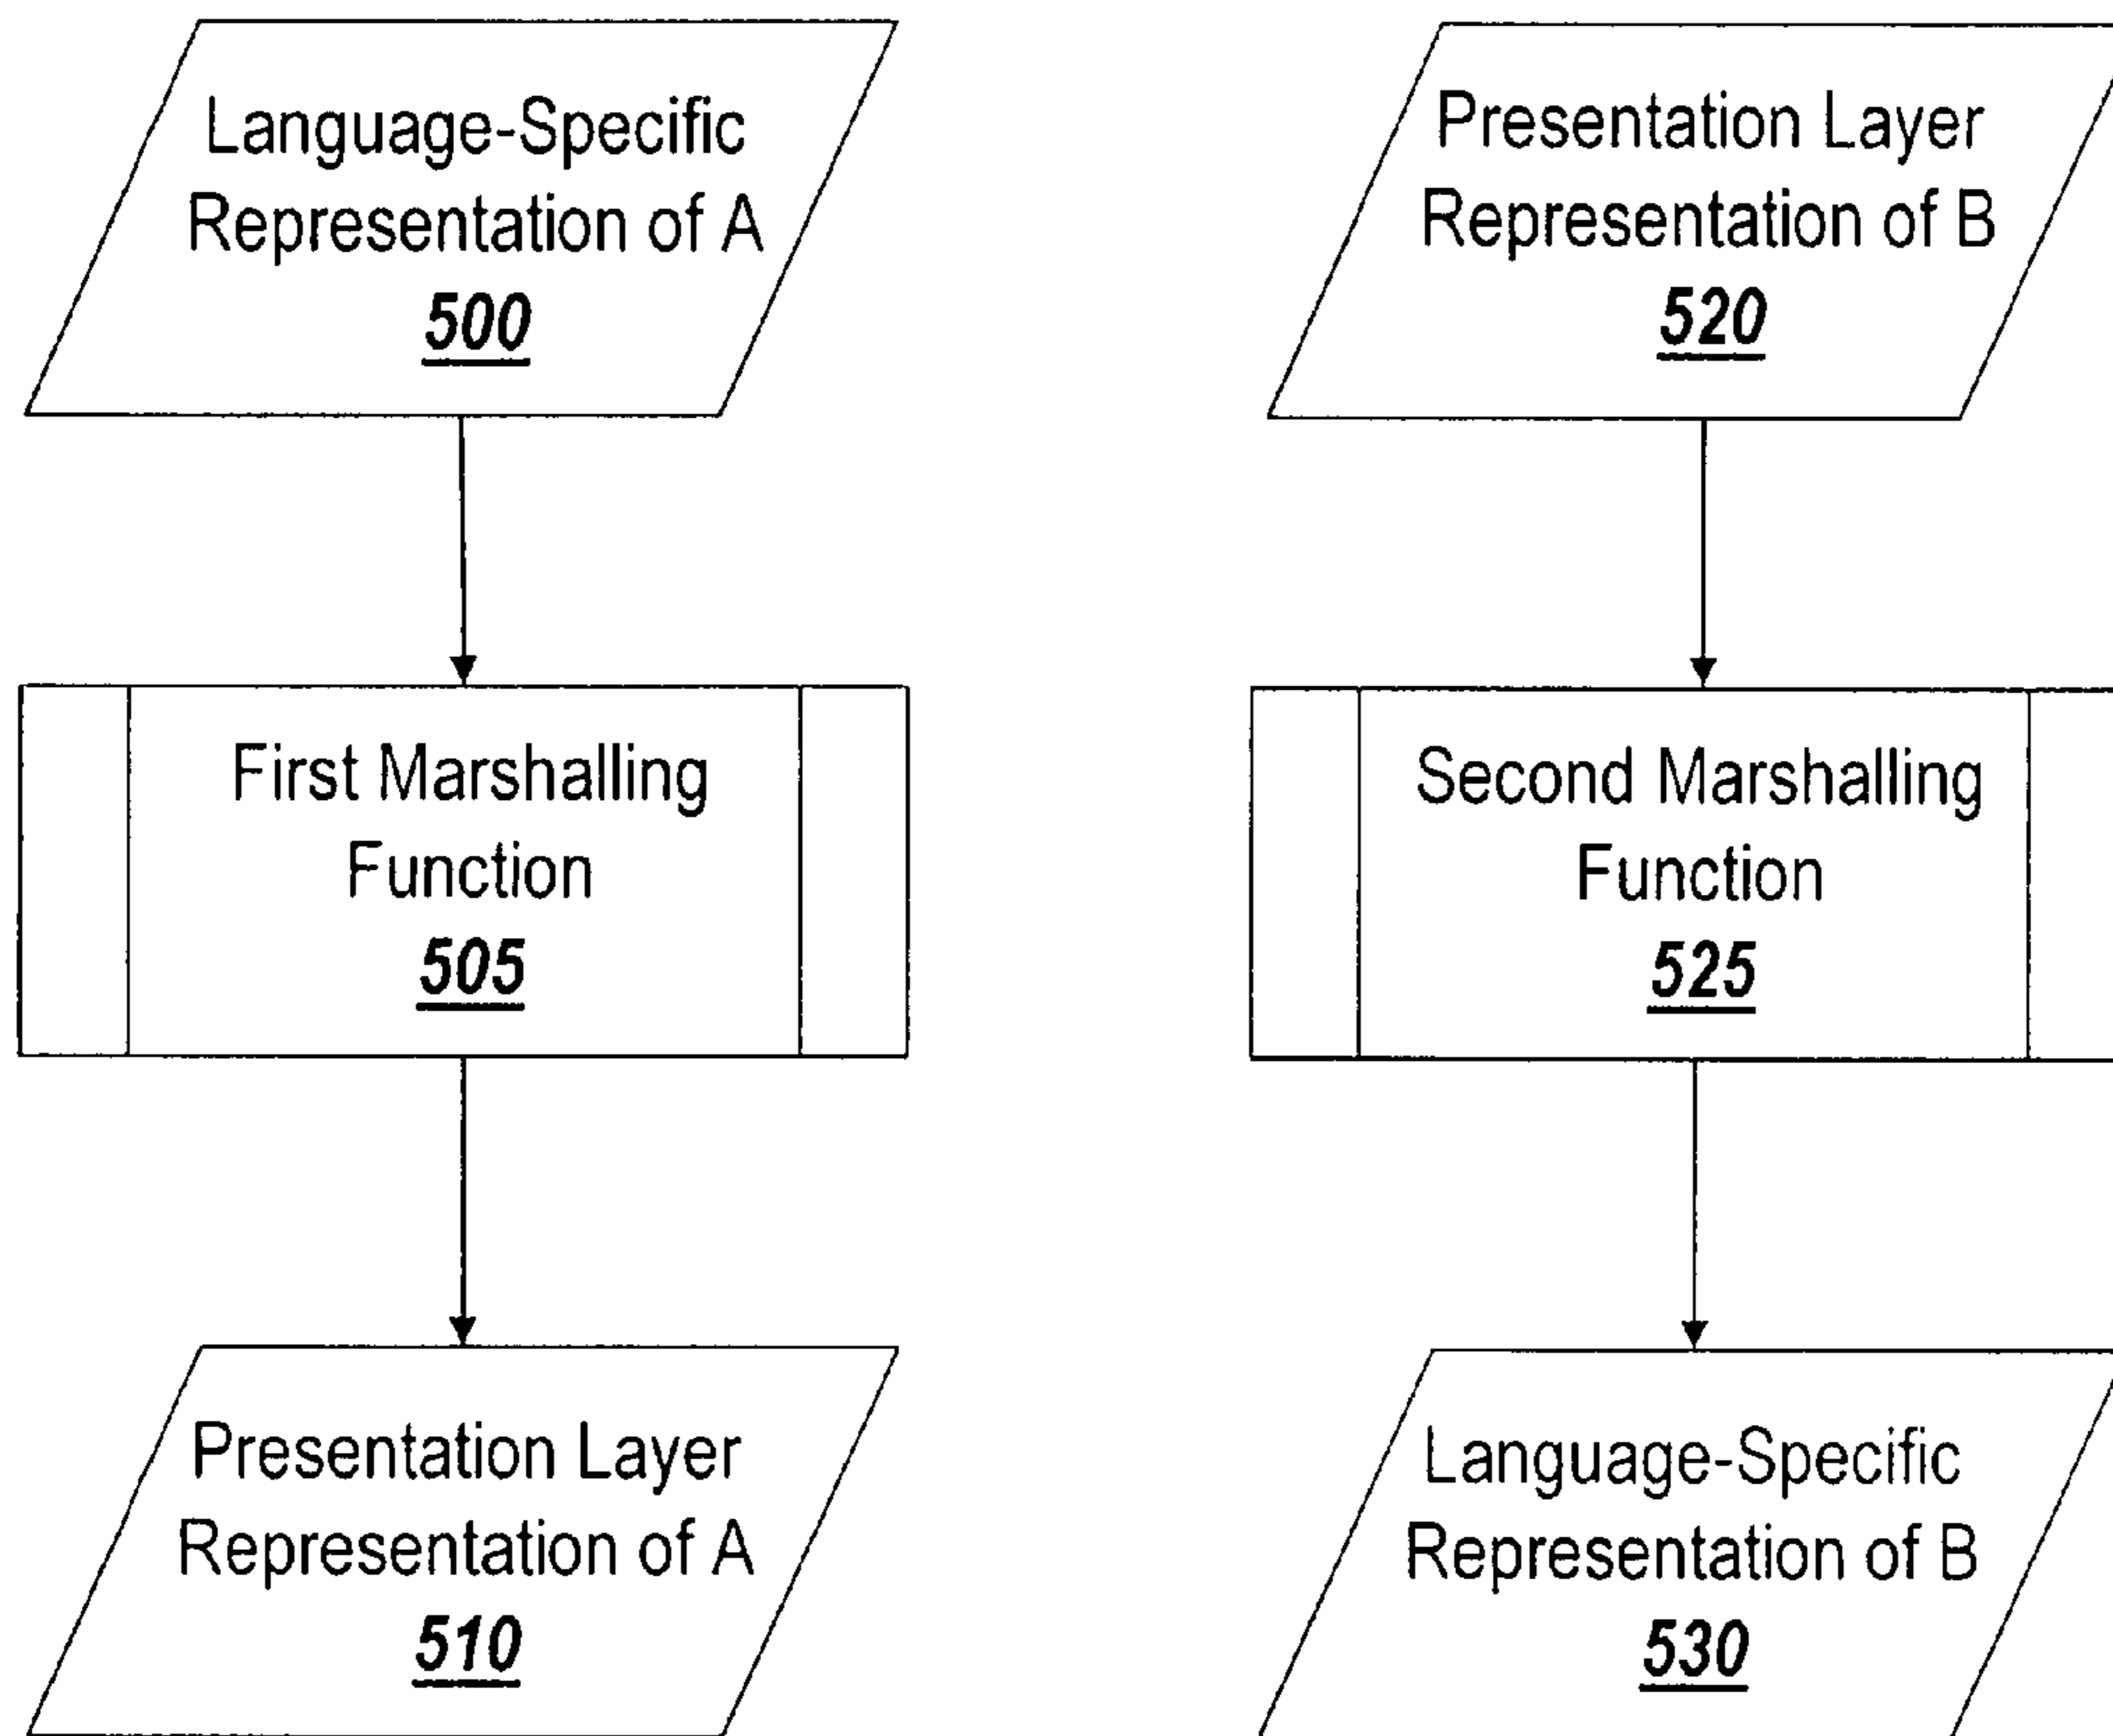 Language-Specific
Representation of A
500
First Marshalling
Function
505
Presentation Layer
Representation of A
510
Presentation Layer
Representation of B
520
Second Marshalling
Function
525
Language-Specific
Representation of B
530